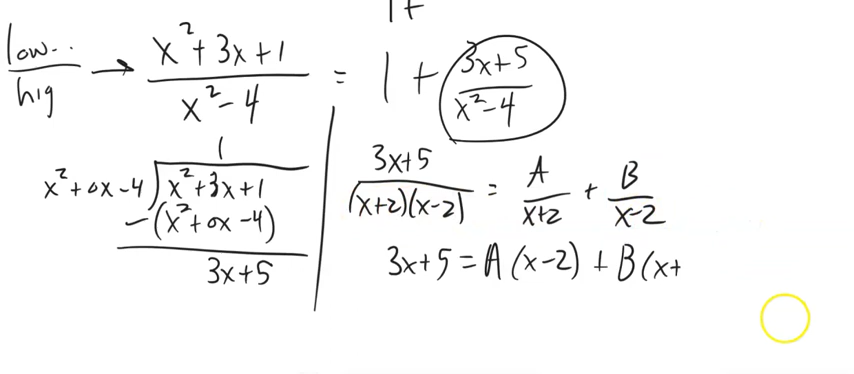 1+
low.. / hig → x² + 3x + 1 / x² - 4 = 1 + 3x+5 / x² - 4
1
x² + 0x - 4 ) x² + 3x + 1
- (x² + 0x - 4)
3x + 5
3x+5 / (x+2)(x-2) = A / x+2 + B / x-2
3x+5 = A(x-2) + B(x+